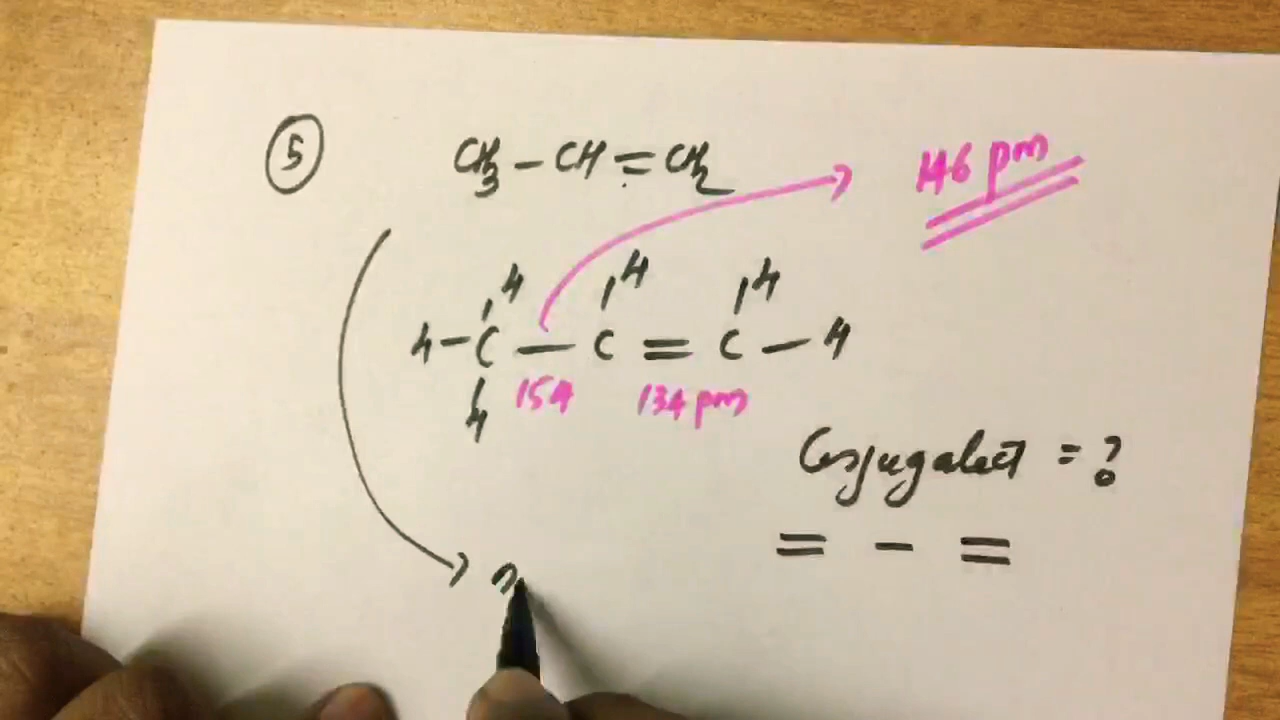 5 CH3 - CH = CH2
146 pm
H H H
H - C - C = C - H
154 134 pm
H
Conjugated = ?
= - =